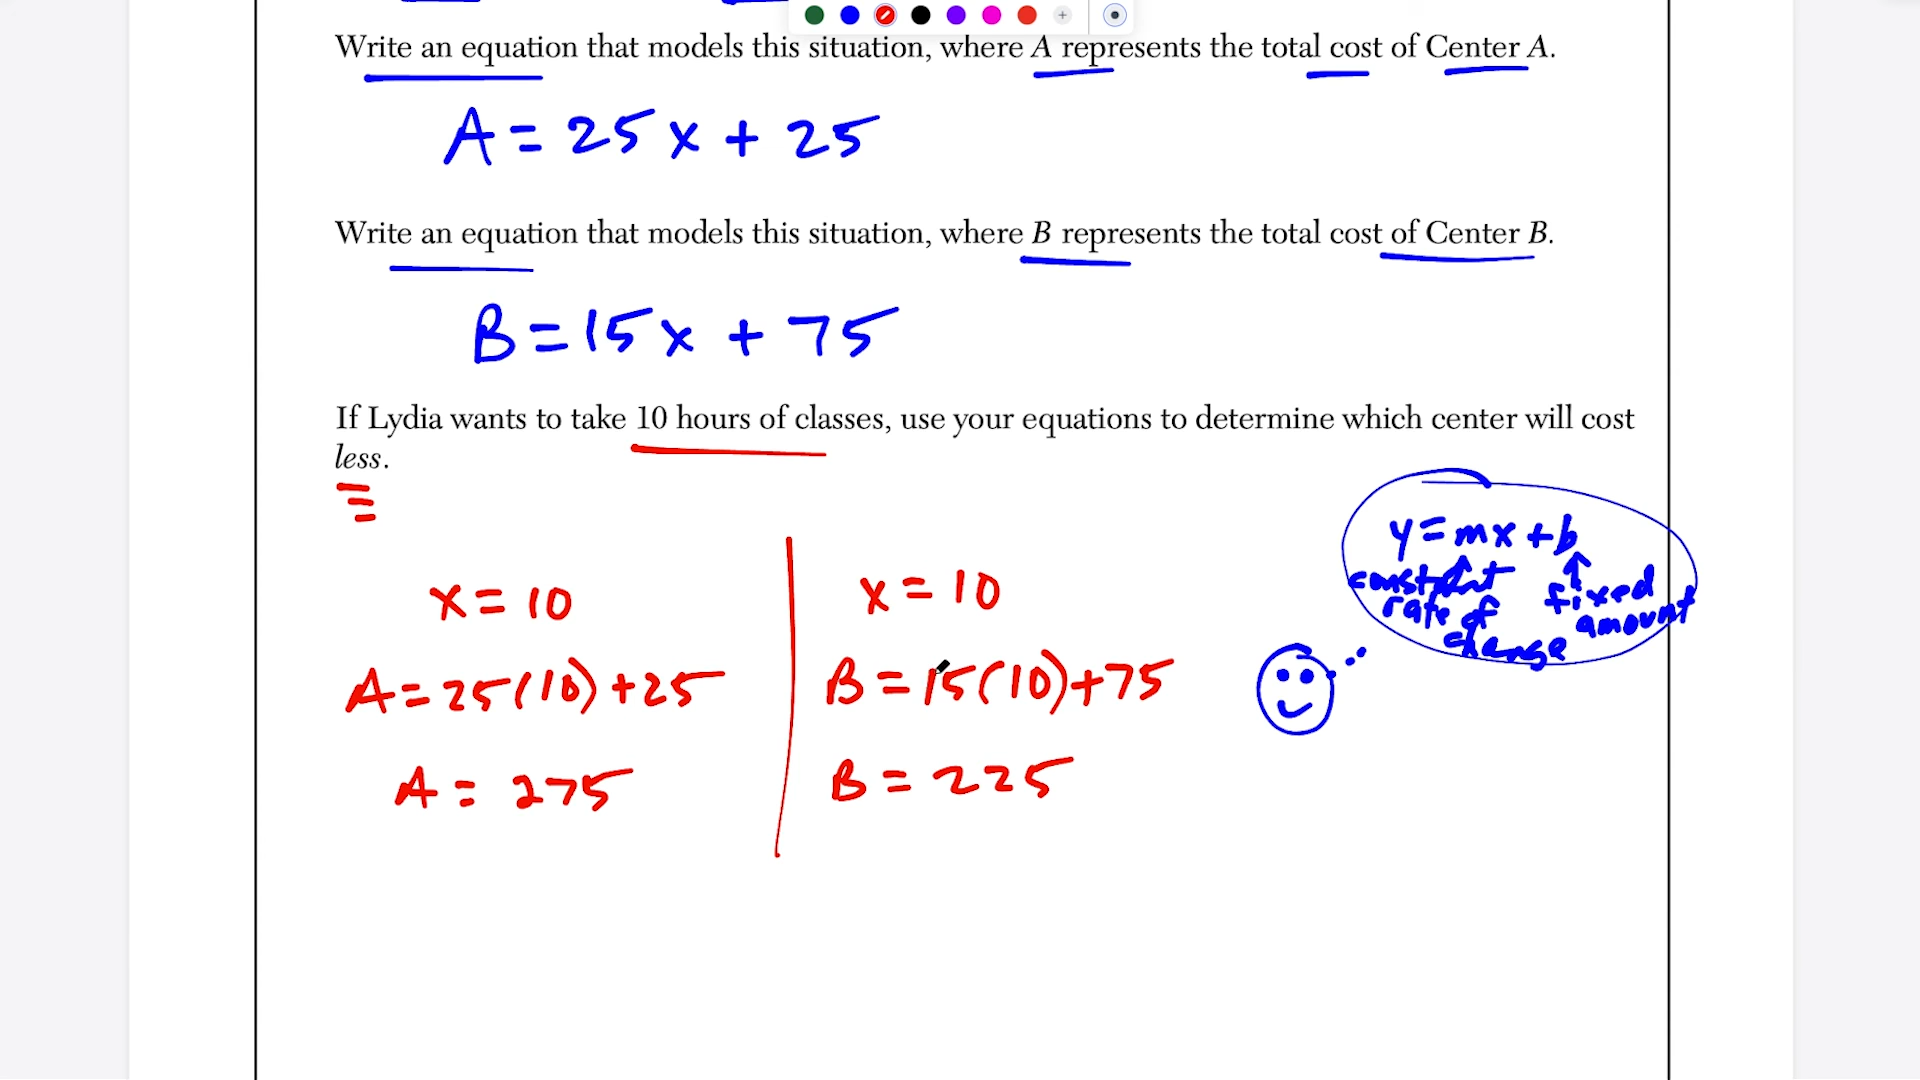 Write an equation that models this situation, where A represents the total cost of Center A.
A = 25x + 25
Write an equation that models this situation, where B represents the total cost of Center B.
B = 15x + 75
If Lydia wants to take 10 hours of classes, use your equations to determine which center will cost
less.
x = 10
A = 25(10) + 25
A = 275
x = 10
B = 15(10) + 75
B = 225
y = mx + b
constant
rate of
change
fixed
amount